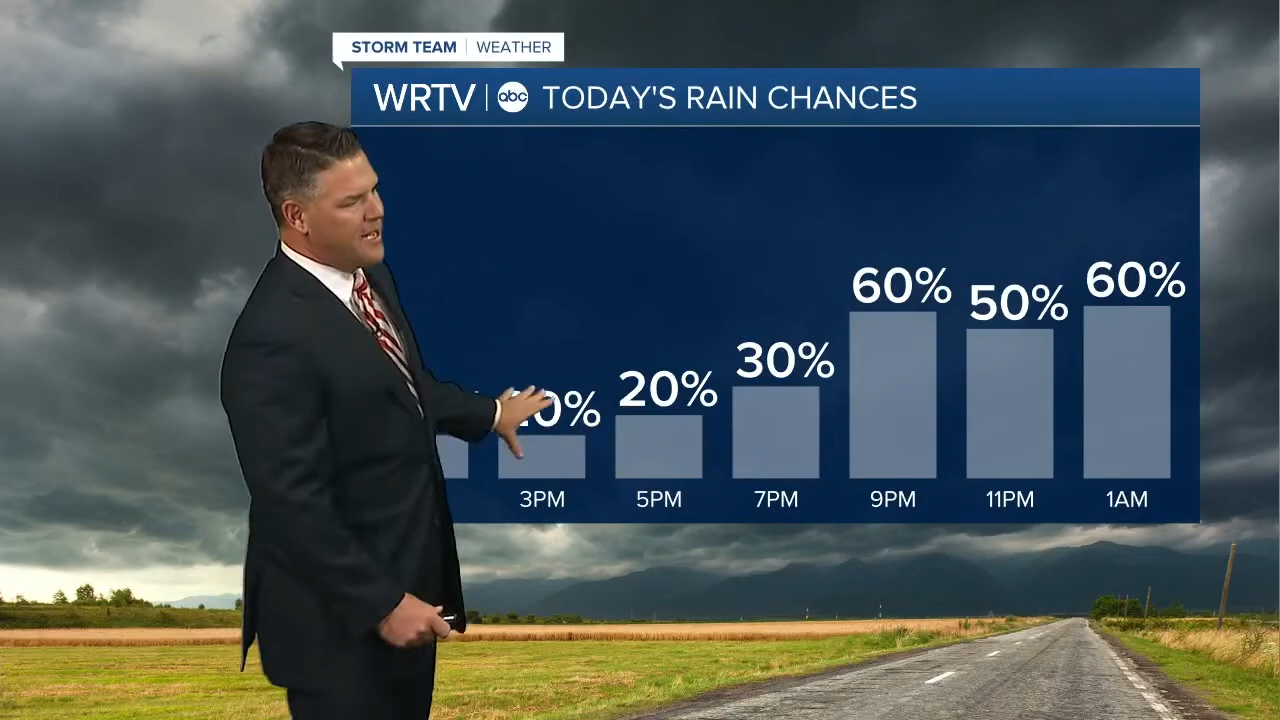 STORM TEAM | WEATHER
WRTV | abc TODAY'S RAIN CHANCES
60% 50% 60%
20% 30%
3PM 5PM 7PM 9PM 11PM 1AM